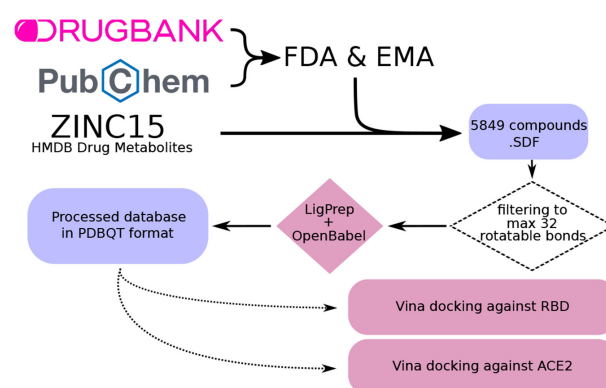 DRUGBANK
PubChem
FDA & EMA
ZINC15
HMDB Drug Metabolites
5849 compounds
.SDF
filtering to
max 32
rotatable bonds
LigPrep
+
OpenBabel
Processed database
in PDBQT format
Vina docking against RBD
Vina docking against ACE2